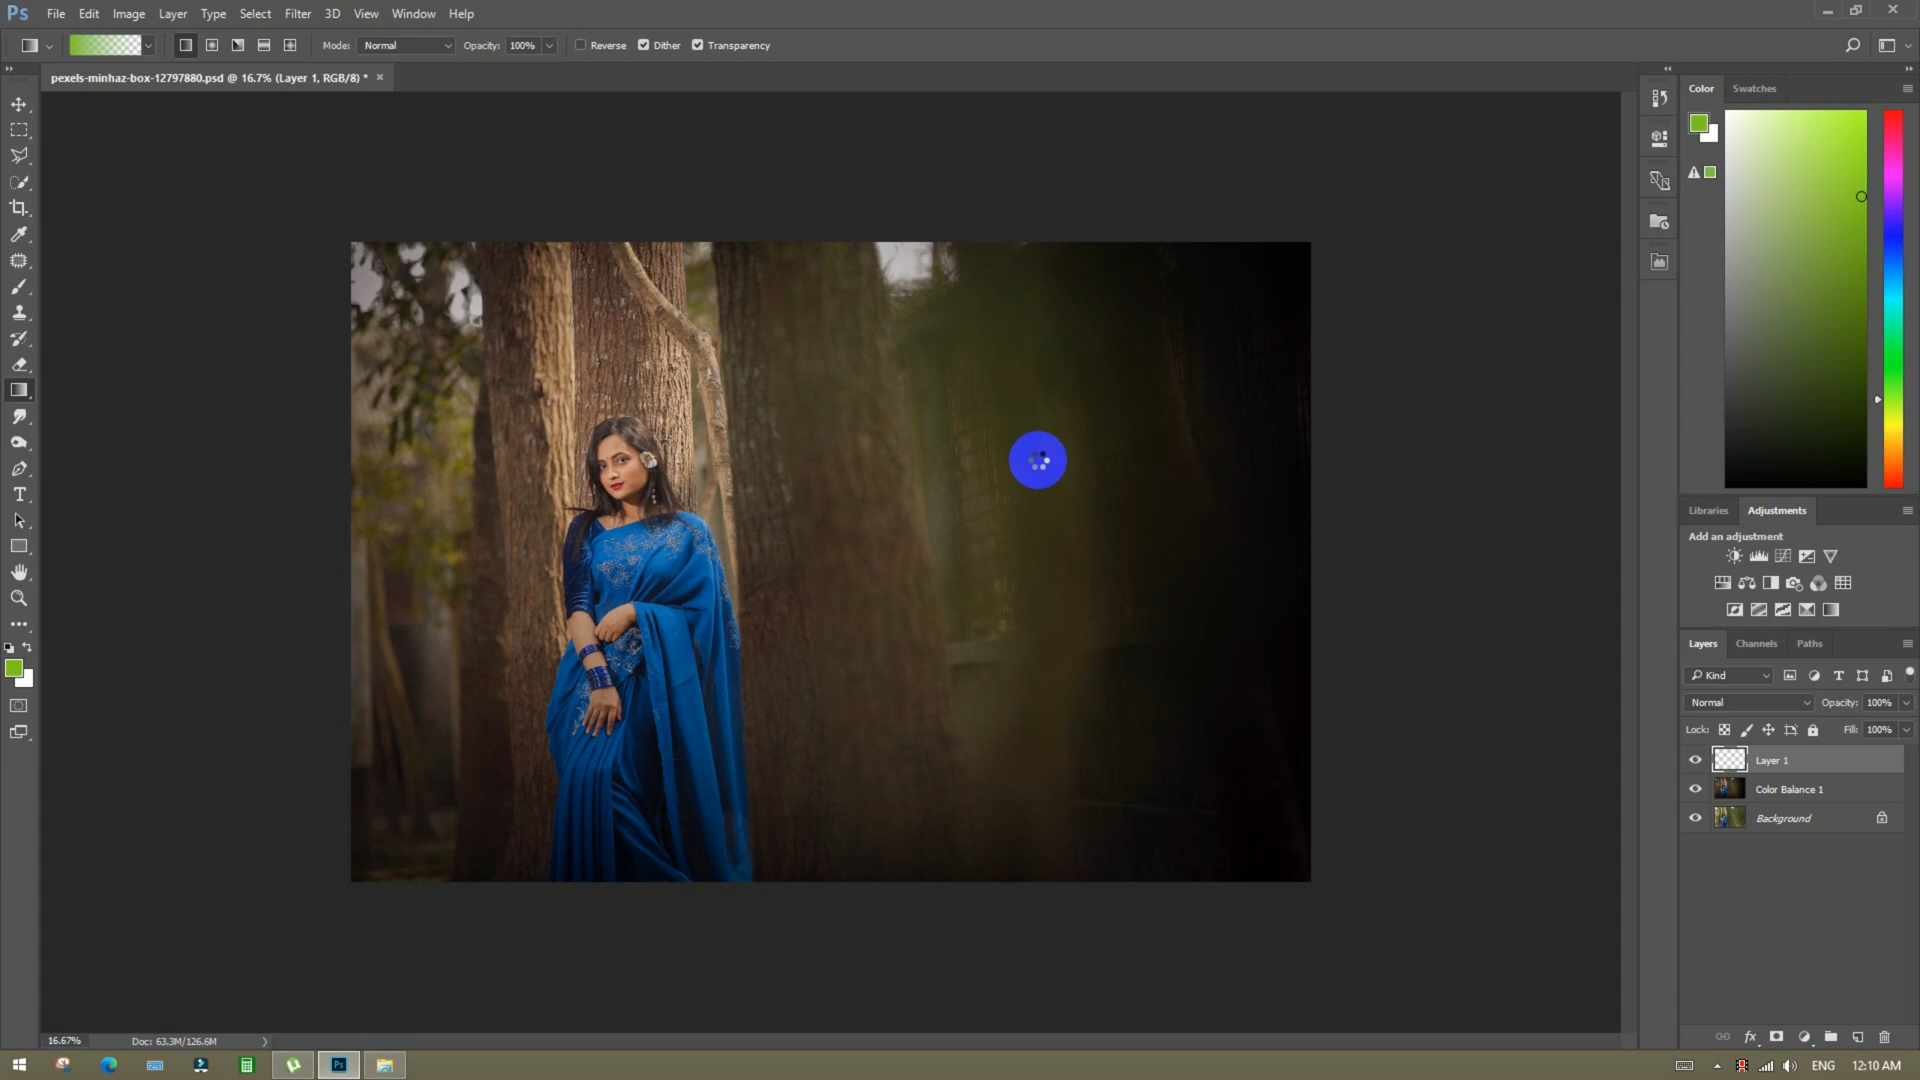 Ps File Edit Image Layer Type Select Filter 3D View Window Help
Mode: Normal Opacity: 100% Reverse Dither Transparency
pexels-minhaz-box-12797880.psd @ 16.7% (Layer 1, RGB/8) *
Color Swatches
Libraries Adjustments
Add an adjustment
Layers Channels Paths
Kind
Normal Opacity: 100%
Lock: Fill: 100%
Layer 1
Color Balance 1
Background
16.67% Doc: 63.3M/126.6M
fx
Ps ENG 12:10 AM